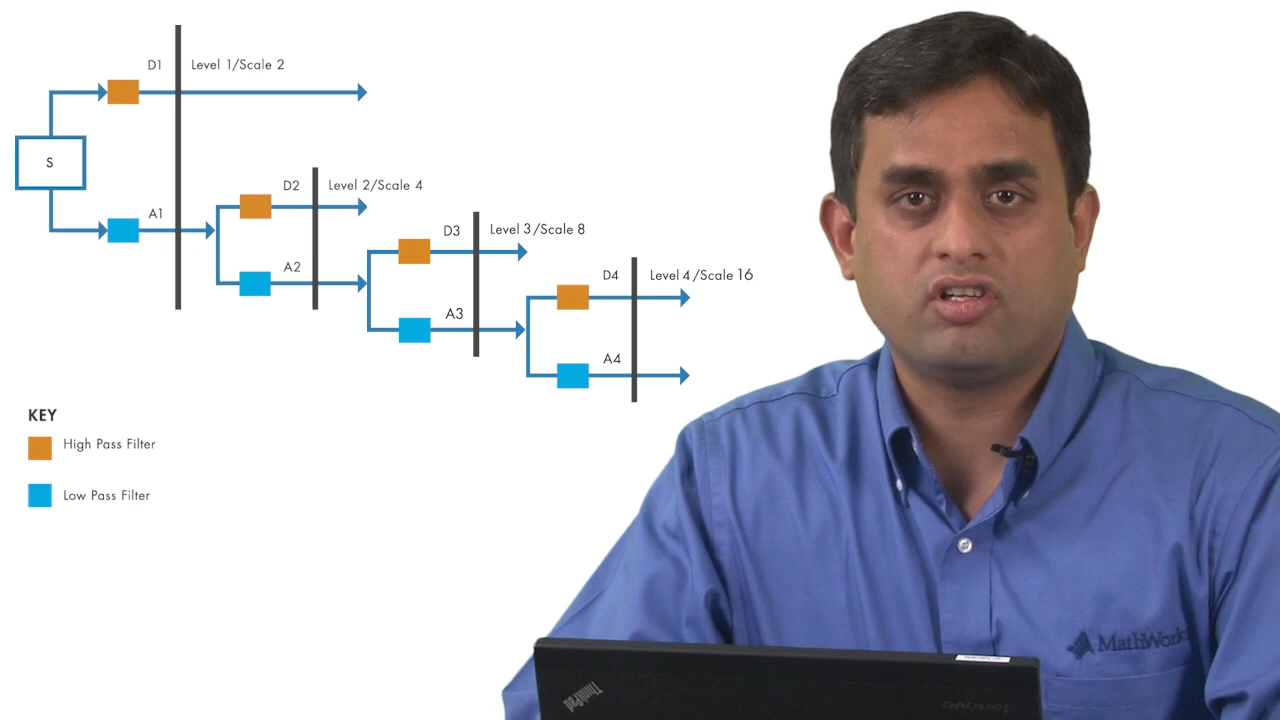 D1
Level 1/Scale 2
S
A1
D2
Level 2/Scale 4
A2
D3
Level 3/Scale 8
A3
D4
Level 4/Scale 16
A4
KEY
High Pass Filter
Low Pass Filter
MathWorks
ThinkPad
lenovo